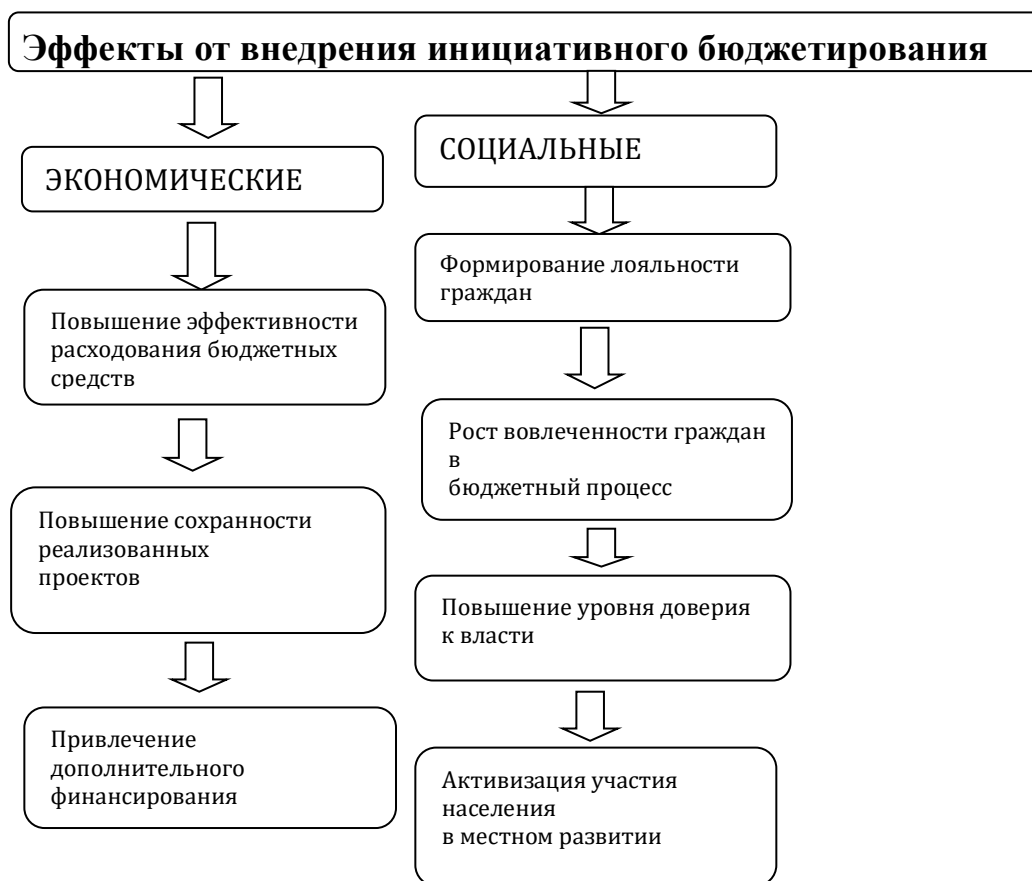 Эффекты от внедрения инициативного бюджетирования
ЭКОНОМИЧЕСКИЕ
Повышение эффективности
расходования бюджетных
средств
Повышение сохранности
реализованных
проектов
Привлечение
дополнительного
финансирования
СОЦИАЛЬНЫЕ
Формирование лояльности
граждан
Рост вовлеченности граждан
в
бюджетный процесс
Повышение уровня доверия
к власти
Активизация участия
населения
в местном развитии